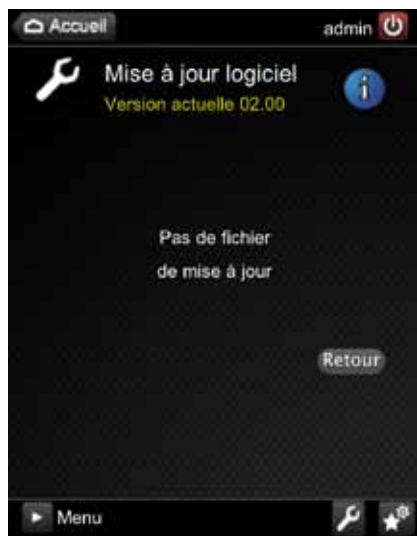 Accueil
admin
Mise à jour logiciel
Version actuelle 02.00
Pas de fichier
de mise à jour
Retour
Menu